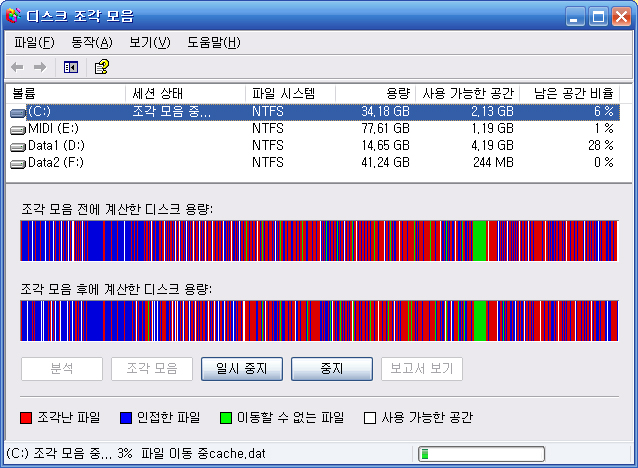 디스크 조각 모음
파일(F) 동작(A) 보기(V) 도움말(H)
볼륨 세션 상태 파일 시스템 용량 사용 가능한 공간 남은 공간 비율
(C:) 조각 모음 중... NTFS 34.18 GB 2.13 GB 6 %
MIDI (E:) NTFS 77.61 GB 1.19 GB 1 %
Data1 (D:) NTFS 14.65 GB 4.19 GB 28 %
Data2 (F:) NTFS 41.24 GB 244 MB 0 %
조각 모음 전에 계산한 디스크 용량:
조각 모음 후에 계산한 디스크 용량:
분석 조각 모음 일시 중지 중지 보고서 보기
조각난 파일 인접한 파일 이동할 수 없는 파일 사용 가능한 공간
(C:) 조각 모음 중... 3% 파일 이동 중cache.dat